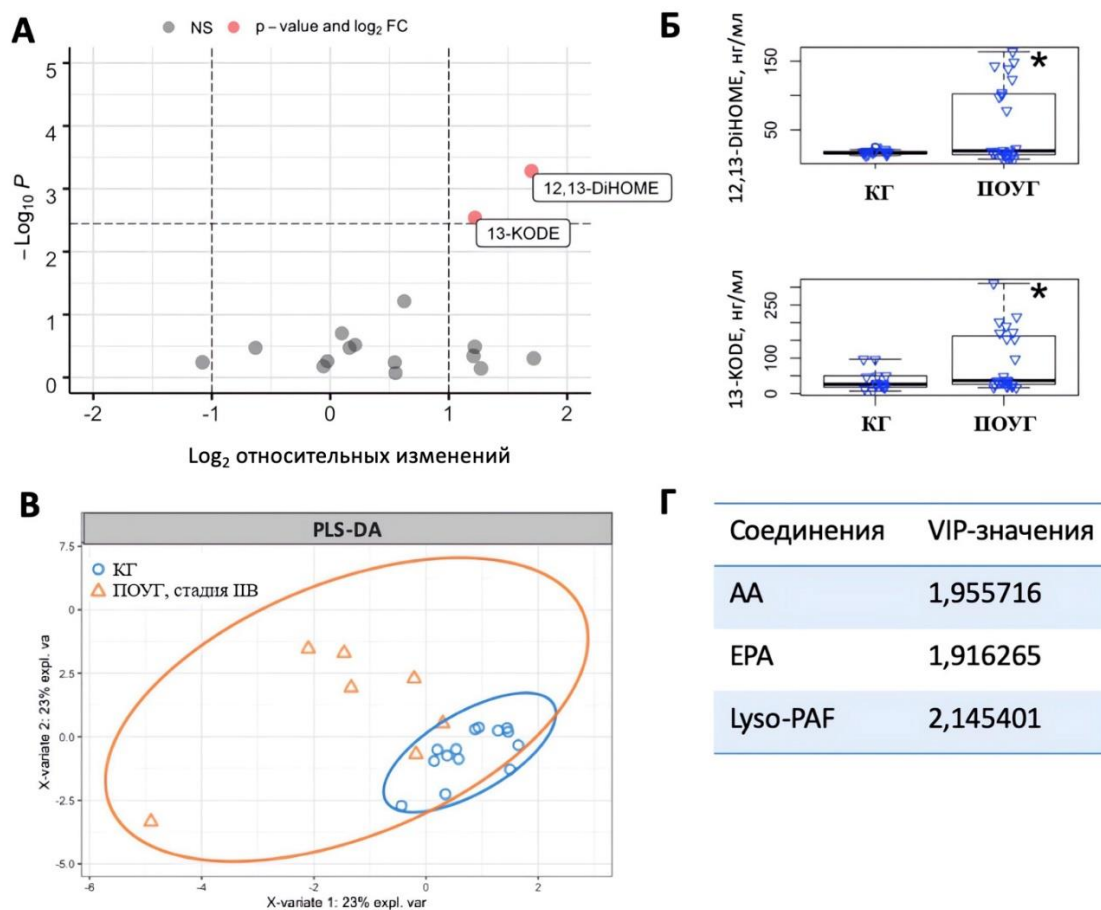 А
NS
p – value and log2 FC
5
4
3
2
1
0
– Log10 P
12,13-DiHOME
13-KODE
-2
-1
0
1
2
Log2 относительных изменений
Б
12,13-DiHOME, нг/мл
150
50
*
КГ
ПОУГ
13-KODE, нг/мл
250
100
0
*
КГ
ПОУГ
В
PLS-DA
КГ
ПОУГ, стадия IIB
7.5
0
2.5
0.0
-2.5
-5.0
X-variate 2: 23% expl. va
-6
-4
-2
0
2
X-variate 1: 23% expl. var
Г
Соединения VIP-значения
AA 1,955716
EPA 1,916265
Lyso-PAF 2,145401